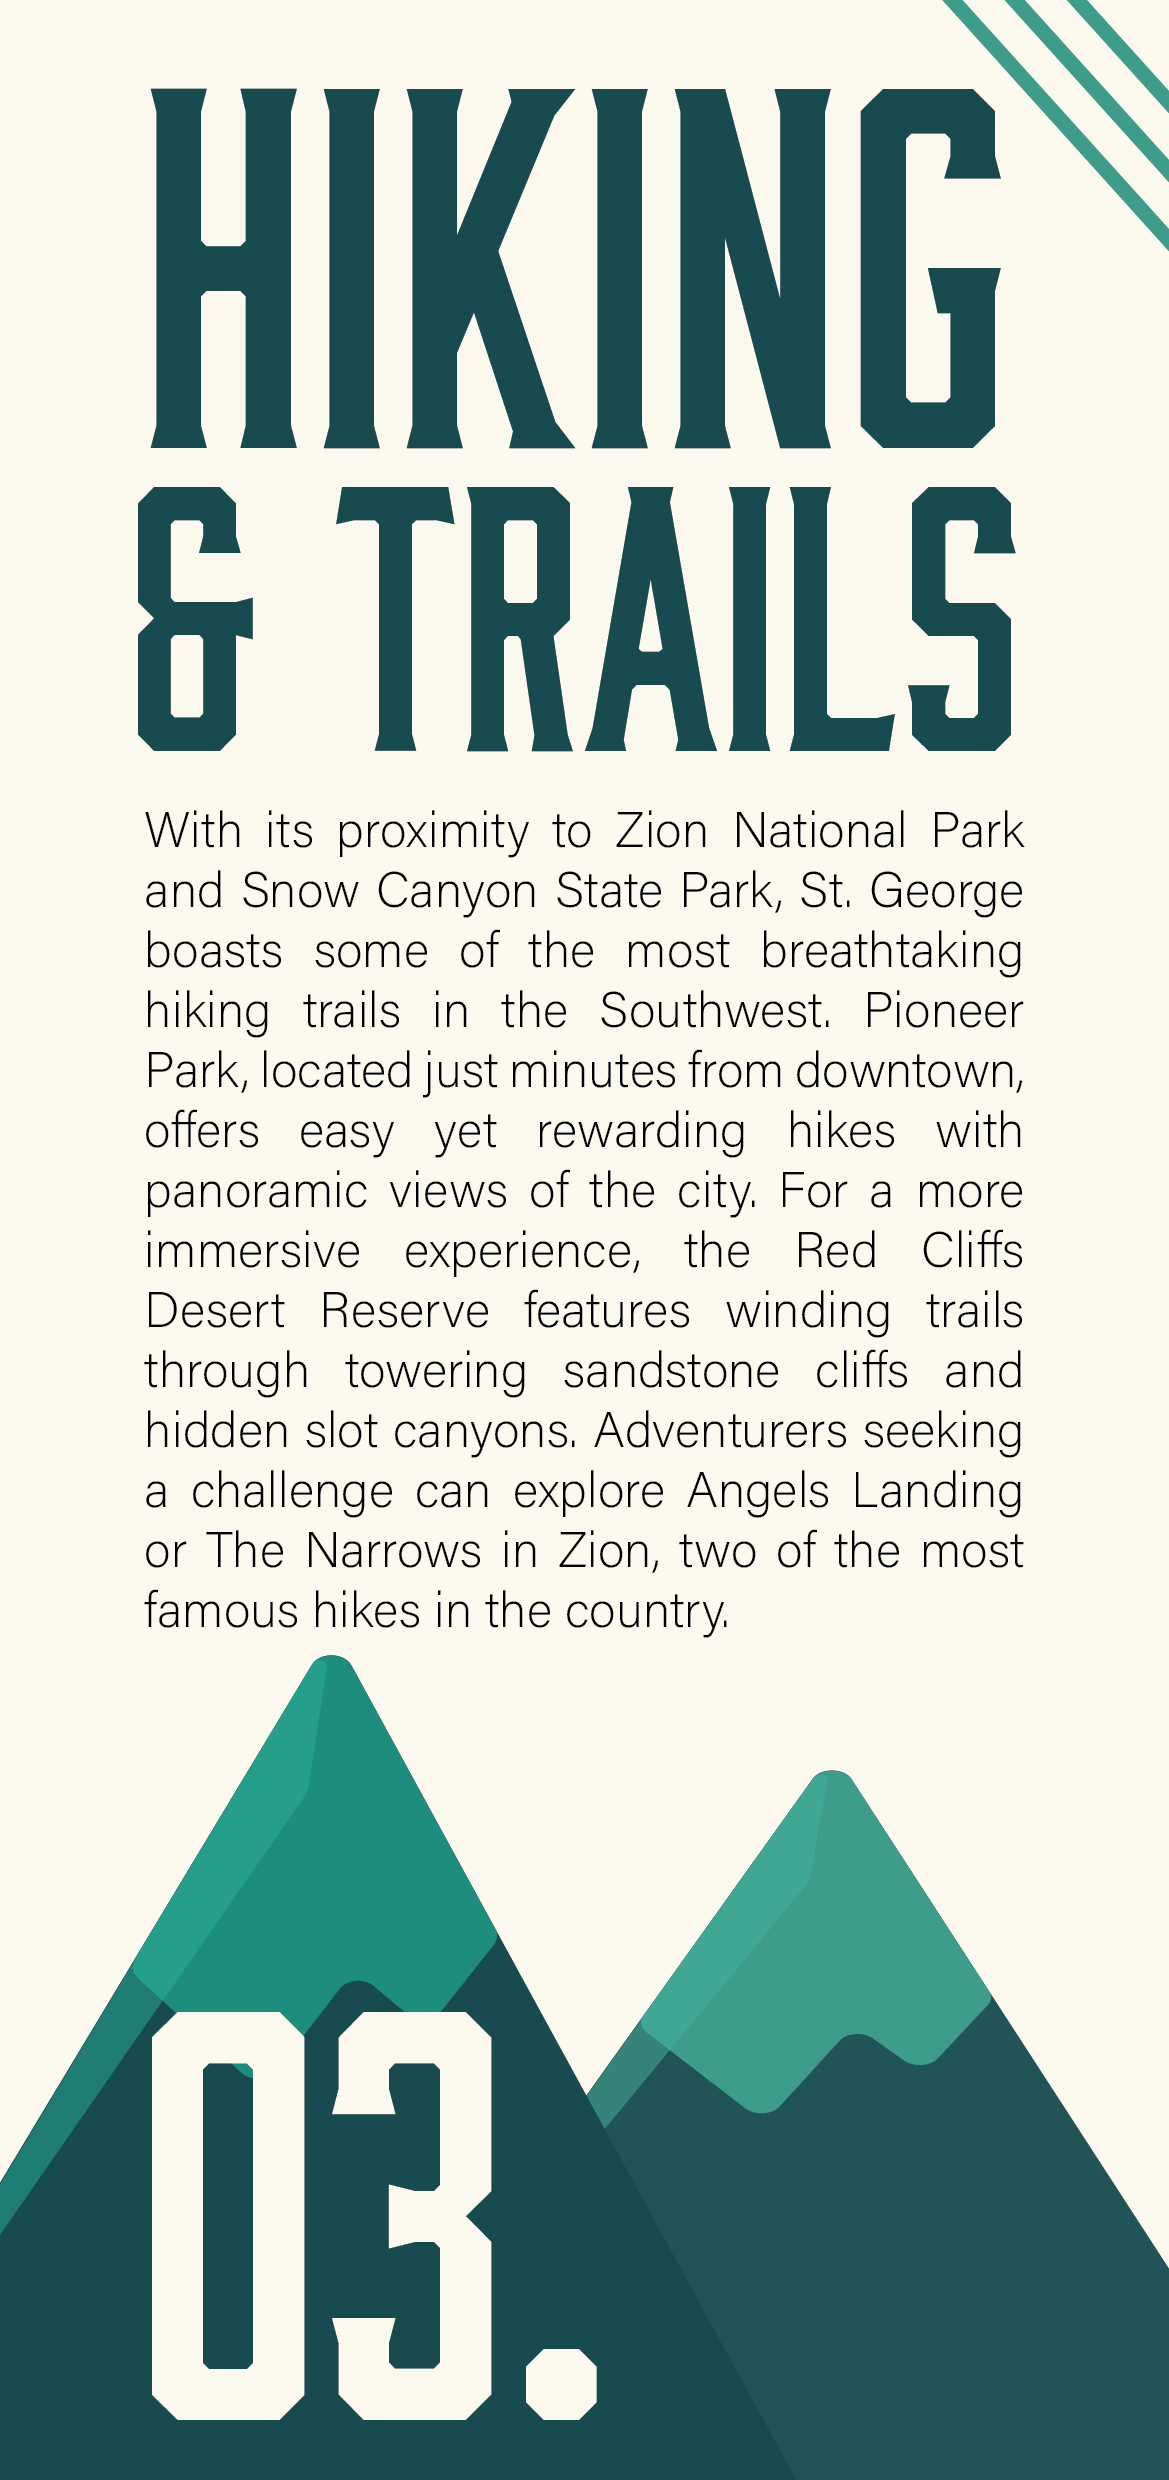 HIKING
& TRAILS
With its proximity to Zion National Park
and Snow Canyon State Park, St. George
boasts some of the most breathtaking
hiking trails in the Southwest. Pioneer
Park, located just minutes from downtown,
offers easy yet rewarding hikes with
panoramic views of the city. For a more
immersive experience, the Red Cliffs
Desert Reserve features winding trails
through towering sandstone cliffs and
hidden slot canyons. Adventurers seeking
a challenge can explore Angels Landing
or The Narrows in Zion, two of the most
famous hikes in the country.
03.